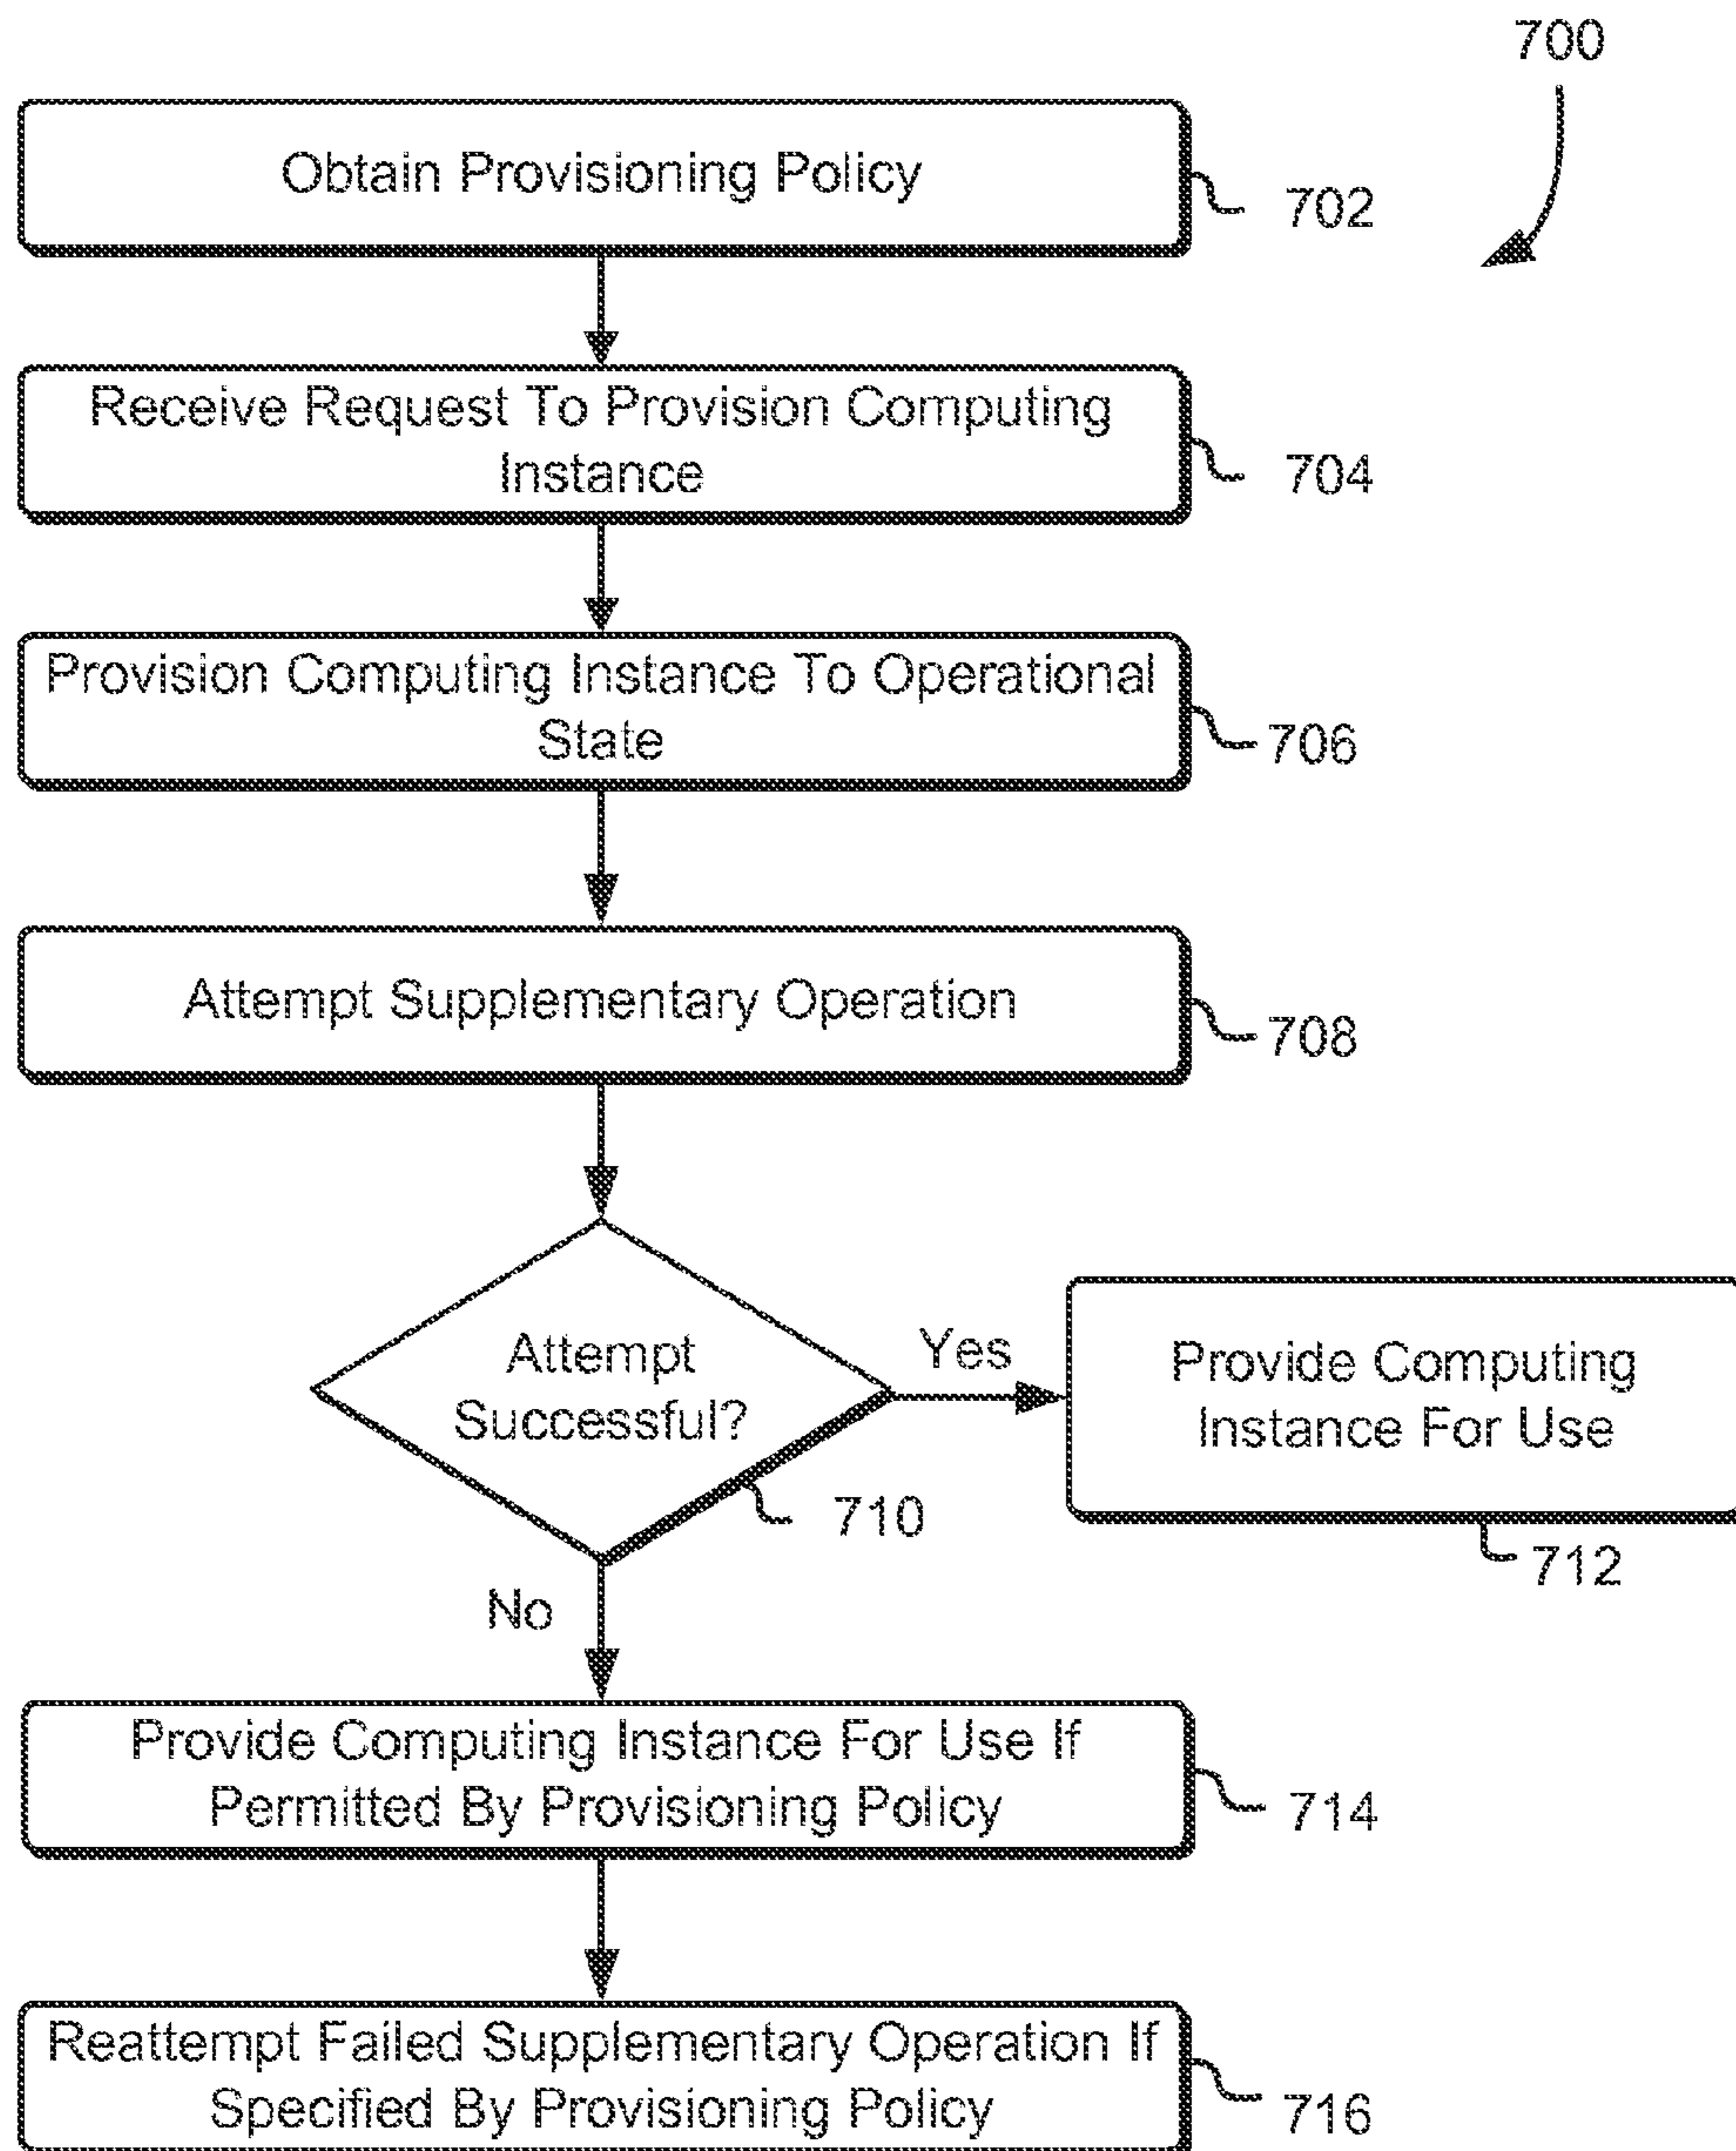 700
Obtain Provisioning Policy
702
Receive Request To Provision Computing
Instance
704
Provision Computing Instance To Operational
State
706
Attempt Supplementary Operation
708
Attempt
Successful?
710
Yes
Provide Computing
Instance For Use
712
No
Provide Computing Instance For Use If
Permitted By Provisioning Policy
714
Reattempt Failed Supplementary Operation If
Specified By Provisioning Policy
716